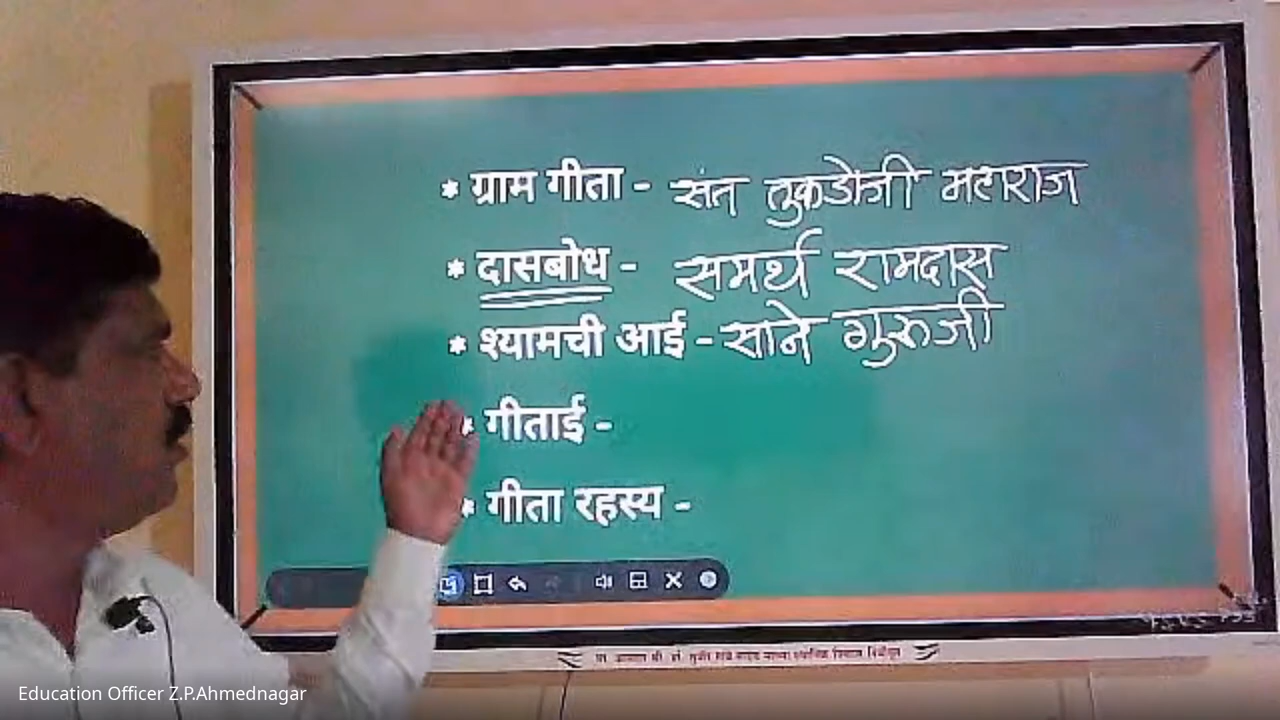 * ग्राम गीता - संत तुकडोजी महाराज
* दासबोध - समर्थ रामदास
* श्यामची आई - साने गुरुजी
* गीताई -
* गीता रहस्य -
Education Officer Z.P.Ahmednagar